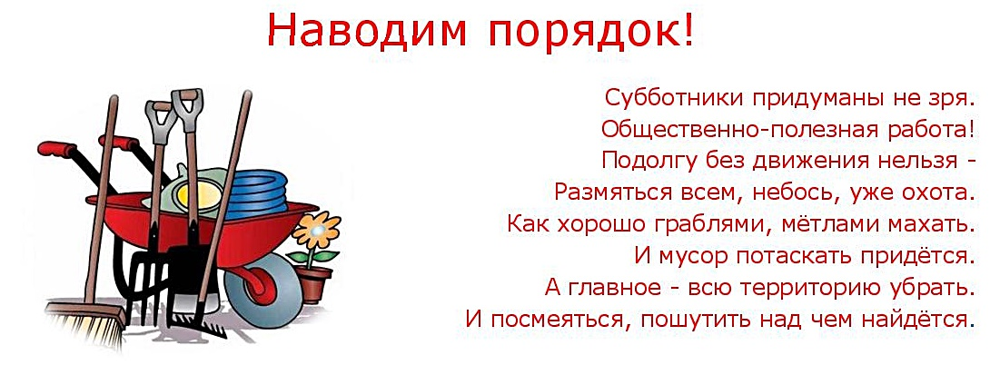 Наводим порядок!
Субботники придуманы не зря.
Общественно-полезная работа!
Подолгу без движения нельзя -
Размяться всем, небось, уже охота.
Как хорошо граблями, мётлами махать.
И мусор потаскать придётся.
А главное - всю территорию убрать.
И посмеяться, пошутить над чем найдётся.